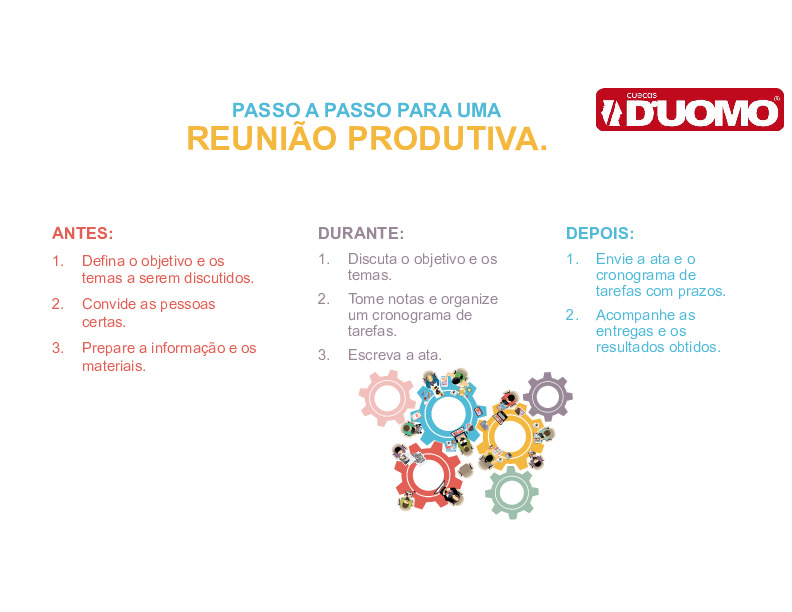 PASSO A PASSO PARA UMA
REUNIÃO PRODUTIVA.
cuecas
D'UOMO®
ANTES:
1. Defina o objetivo e os
temas a serem discutidos.
2. Convide as pessoas
certas.
3. Prepare a informação e os
materiais.
DURANTE:
1. Discuta o objetivo e os
temas.
2. Tome notas e organize
um cronograma de
tarefas.
3. Escreva a ata.
DEPOIS:
1. Envie a ata e o
cronograma de
tarefas com prazos.
2. Acompanhe as
entregas e os
resultados obtidos.